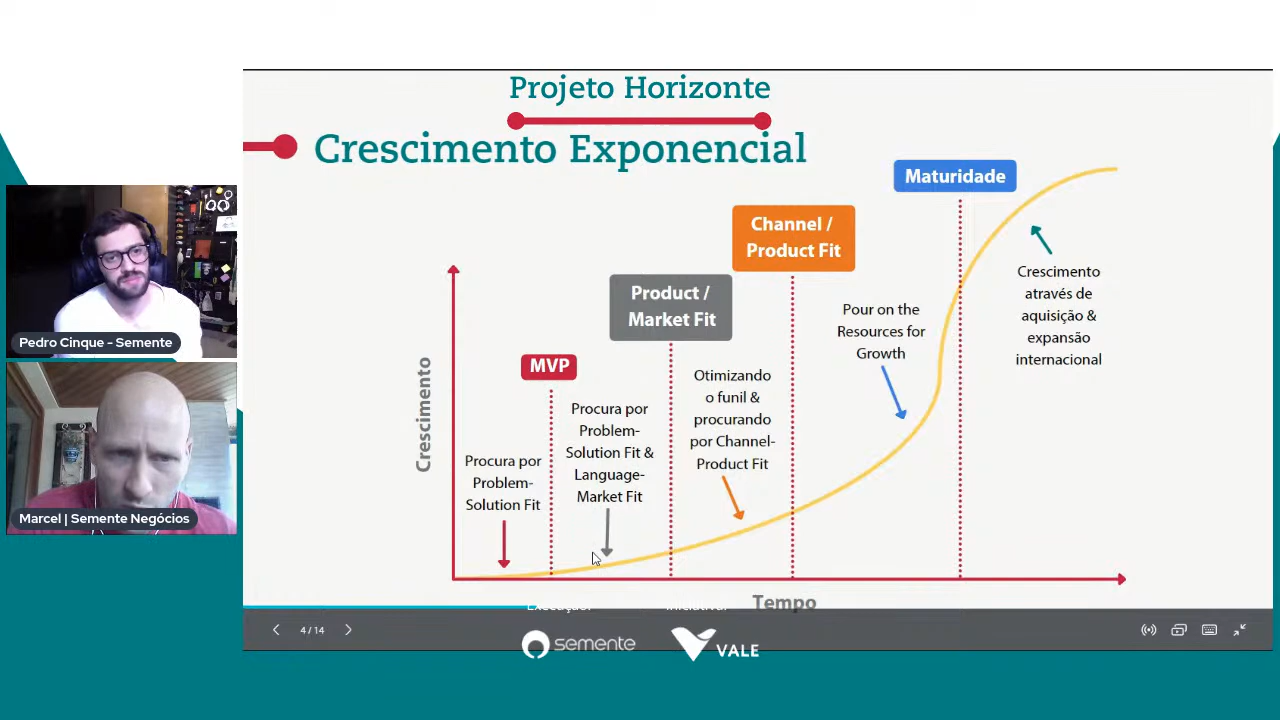 Projeto Horizonte
Crescimento Exponencial
Maturidade
Channel /
Product Fit
Product /
Market Fit
MVP
Crescimento
Procura por
Problem-
Solution Fit
Procura por
Problem-
Solution Fit &
Language-
Market Fit
Otimizando
o funil &
procurando
por Channel-
Product Fit
Pour on the
Resources for
Growth
Crescimento
através de
aquisição &
expansão
internacional
Tempo
Pedro Cinque - Semente
Marcel | Semente Negócios
Execução:
Iniciativa:
4 / 14
semente
VALE